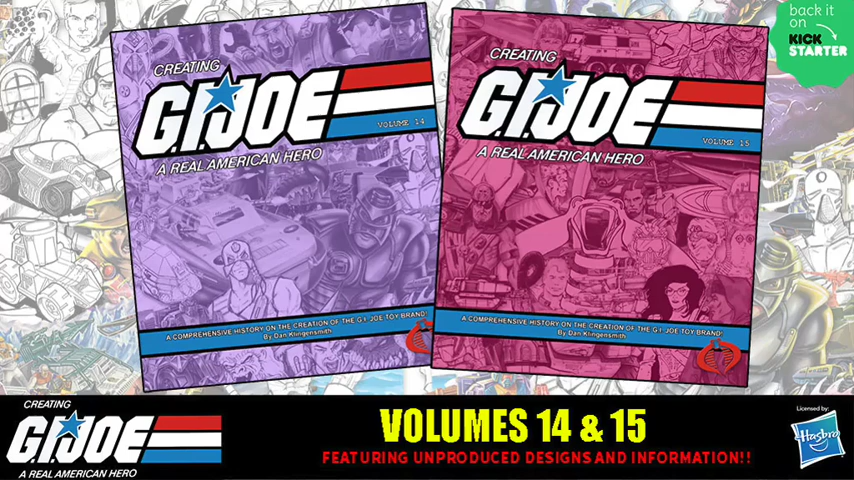 back it
on
KICK
STARTER
CREATING
G.I.JOE
VOLUME 14
A REAL AMERICAN HERO
A COMPREHENSIVE HISTORY ON THE CREATION OF THE G.I. JOE TOY BRAND!
By Dan Klingensmith
CREATING
G.I.JOE
VOLUME 15
A REAL AMERICAN HERO
A COMPREHENSIVE HISTORY ON THE CREATION OF THE G.I. JOE TOY BRAND!
By Dan Klingensmith
CREATING
G.I.JOE
A REAL AMERICAN HERO
VOLUMES 14 & 15
FEATURING UNPRODUCED DESIGNS AND INFORMATION!!
Licensed by:
Hasbro